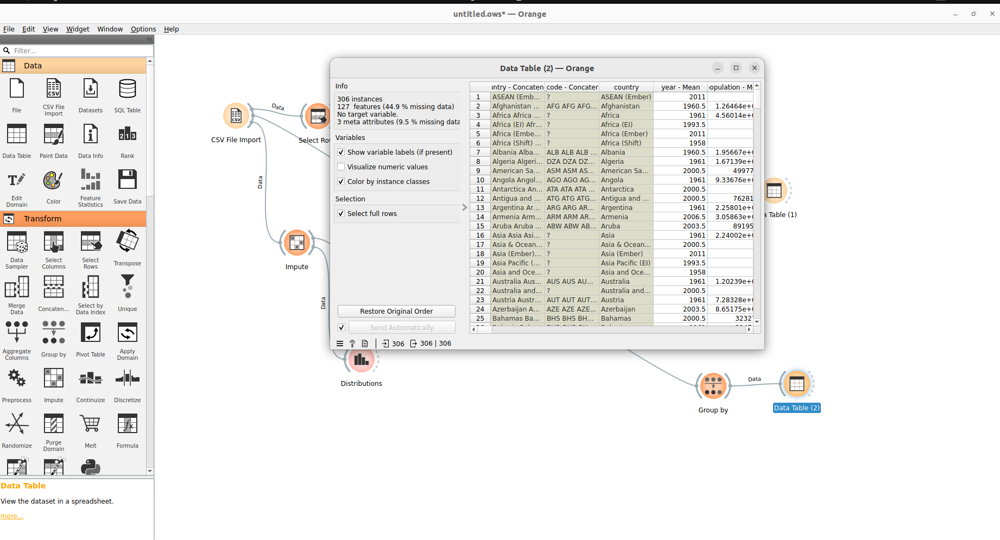 untitled.ows* — Orange
File Edit View Widget Window Options Help
Filter...
Data
File
CSV File Import
Datasets
SQL Table
Data Table
Paint Data
Data Info
Rank
Edit Domain
Color
Feature Statistics
Save Data
Transform
Data Sampler
Select Columns
Select Rows
Transpose
Merge Data
Concaten...
Select by Data Index
Unique
Aggregate Columns
Group by
Pivot Table
Apply Domain
Preprocess
Impute
Continuize
Discretize
Randomize
Purge Domain
Melt
Formula
Data Table
View the dataset in a spreadsheet.
more...
CSV File Import
Data
Select Ro
Data
Impute
Data
Distributions
a Table (1)
Group by
Data
Data Table (2)
Data Table (2) — Orange
Info
306 instances
127 features (44.9 % missing data)
No target variable.
3 meta attributes (9.5 % missing data
Variables
Show variable labels (if present)
Visualize numeric values
Color by instance classes
Selection
Select full rows
Restore Original Order
Send Automatically
306 306 | 306
ıntry - Concaten code - Concater country year - Mean opulation - M
1 ASEAN (Emb... ? ASEAN (Ember) 2011
2 Afghanistan ... AFG AFG AFG... Afghanistan 1960.5 1.26464e+
3 Africa Africa ... ? Africa 1961 4.56014e+
4 Africa (EI) Afr... ? Africa (EI) 1993.5
5 Africa (Embe... ? Africa (Ember) 2011
6 Africa (Shift) ... ? Africa (Shift) 1958
7 Albania Alba... ALB ALB ALB ... Albania 1960.5 1.95667e+
8 Algeria Algeri... DZA DZA DZ... Algeria 1961 1.67139e+
9 American Sa... ASM ASM AS... American Sa... 2000.5 49977
10 Angola Angol... AGO AGO AG... Angola 1961 9.33676e+
11 Antarctica An... ATA ATA ATA ... Antarctica 2000.5
12 Antigua and ... ATG ATG ATG... Antigua and ... 2000.5 76281
13 Argentina Ar... ARG ARG AR... Argentina 1961 2.25801e+
14 Armenia Arm... ARM ARM AR... Armenia 2006.5 3.05863e+
15 Aruba Aruba ... ABW ABW AB... Aruba 2003.5 89195
16 Asia Asia Asi... ? Asia 1961 2.24002e+
17 Asia & Ocean... ? Asia & Ocean... 2000.5
18 Asia (Ember)... ? Asia (Ember) 2011
19 Asia Pacific (... ? Asia Pacific (EI) 1993.5
20 Asia and Oce... ? Asia and Oce... 1958
21 Australia Aus... AUS AUS AU... Australia 1961 1.20239e+
22 Australia and... ? Australia and... 2000.5
23 Austria Austr... AUT AUT AUT... Austria 1961 7.28328e+
24 Azerbaijan A... AZE AZE AZE... Azerbaijan 2003.5 8.65175e+
25 Bahamas Ba... BHS BHS BH... Bahamas 2000.5 3232